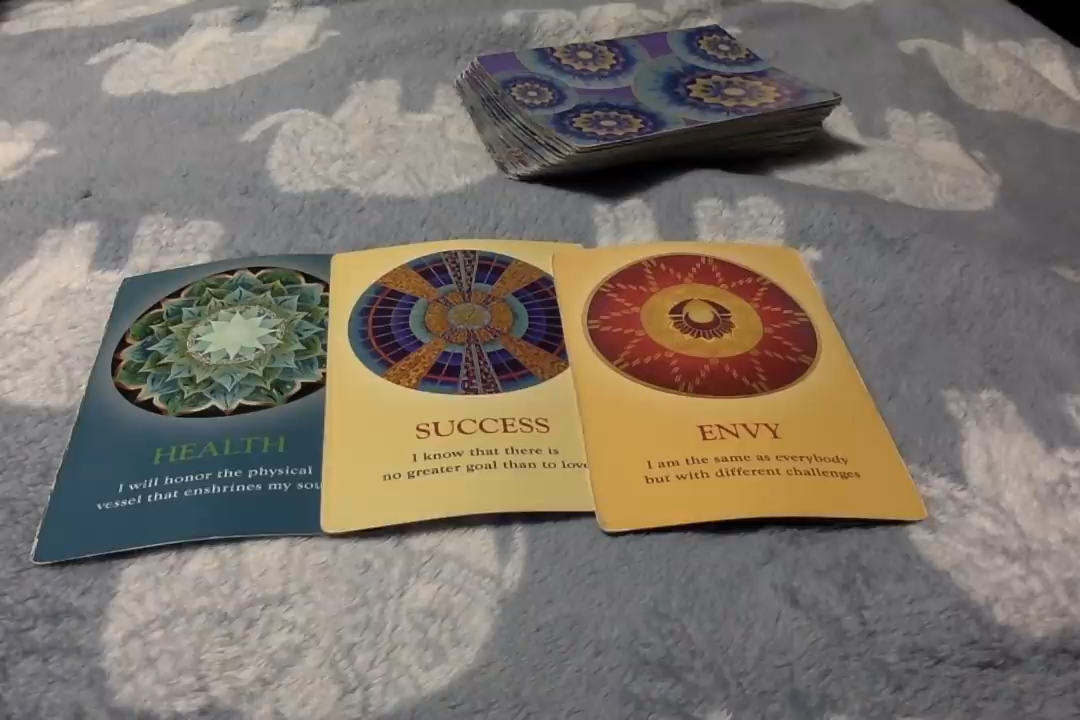 HEALTH
I will honor the physical
vessel that enshrines my sou
SUCCESS
I know that there is
no greater goal than to love
ENVY
I am the same as everybody
but with different challenges